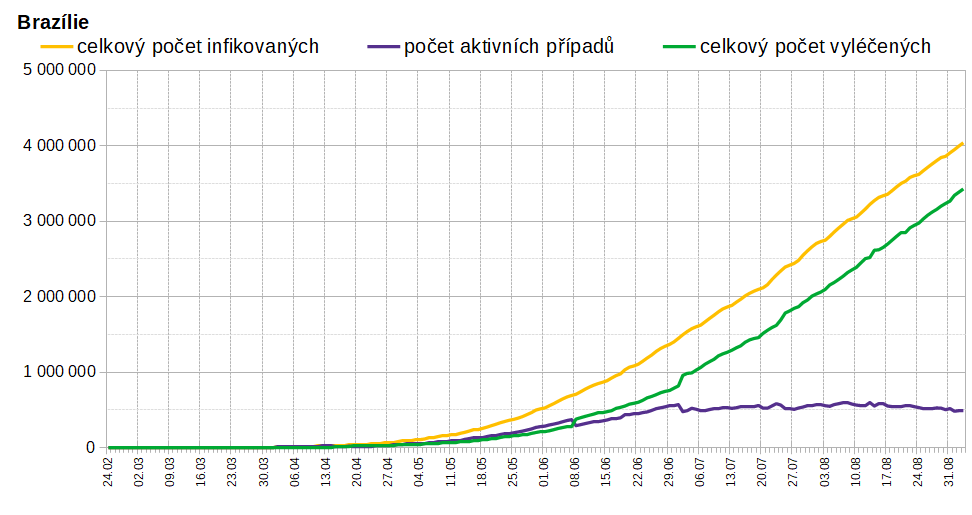 Brazílie
celkový počet infikovaných počet aktivních případů celkový počet vyléčených
5 000 000
4 000 000
3 000 000
2 000 000
1 000 000
0
24.02 02.03 09.03 16.03 23.03 30.03 06.04 13.04 20.04 27.04 04.05 11.05 18.05 25.05 01.06 08.06 15.06 22.06 29.06 06.07 13.07 20.07 27.07 03.08 10.08 17.08 24.08 31.08